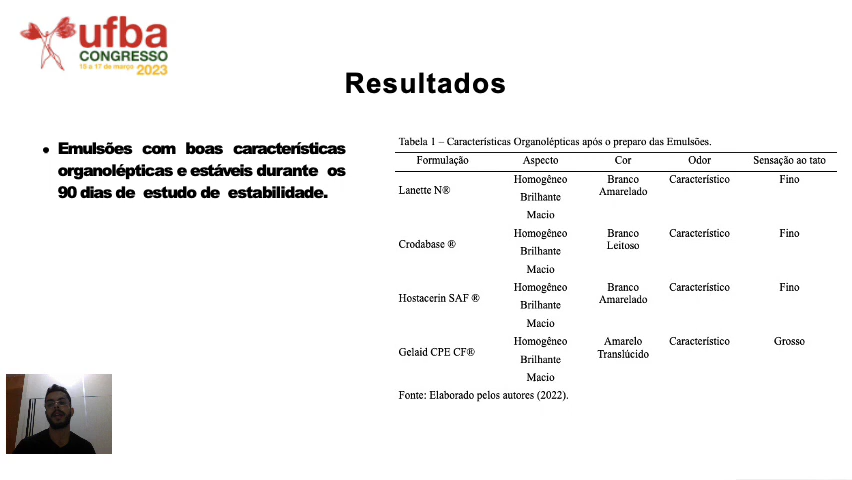 ufba
CONGRESSO
15 a 17 de março
2023
Resultados
• Emulsões com boas características
organolépticas e estáveis durante os
90 dias de estudo de estabilidade.
Tabela 1 – Características Organolépticas após o preparo das Emulsões.
Formulação Aspecto Cor Odor Sensação ao tato
Lanette N® Homogêneo Branco Amarelado Característico Fino
Brilhante
Macio
Crodabase ® Homogêneo Branco Leitoso Característico Fino
Brilhante
Macio
Hostacerin SAF ® Homogêneo Branco Amarelado Característico Fino
Brilhante
Macio
Gelaid CPE CF® Homogêneo Amarelo Translúcido Característico Grosso
Brilhante
Macio
Fonte: Elaborado pelos autores (2022).